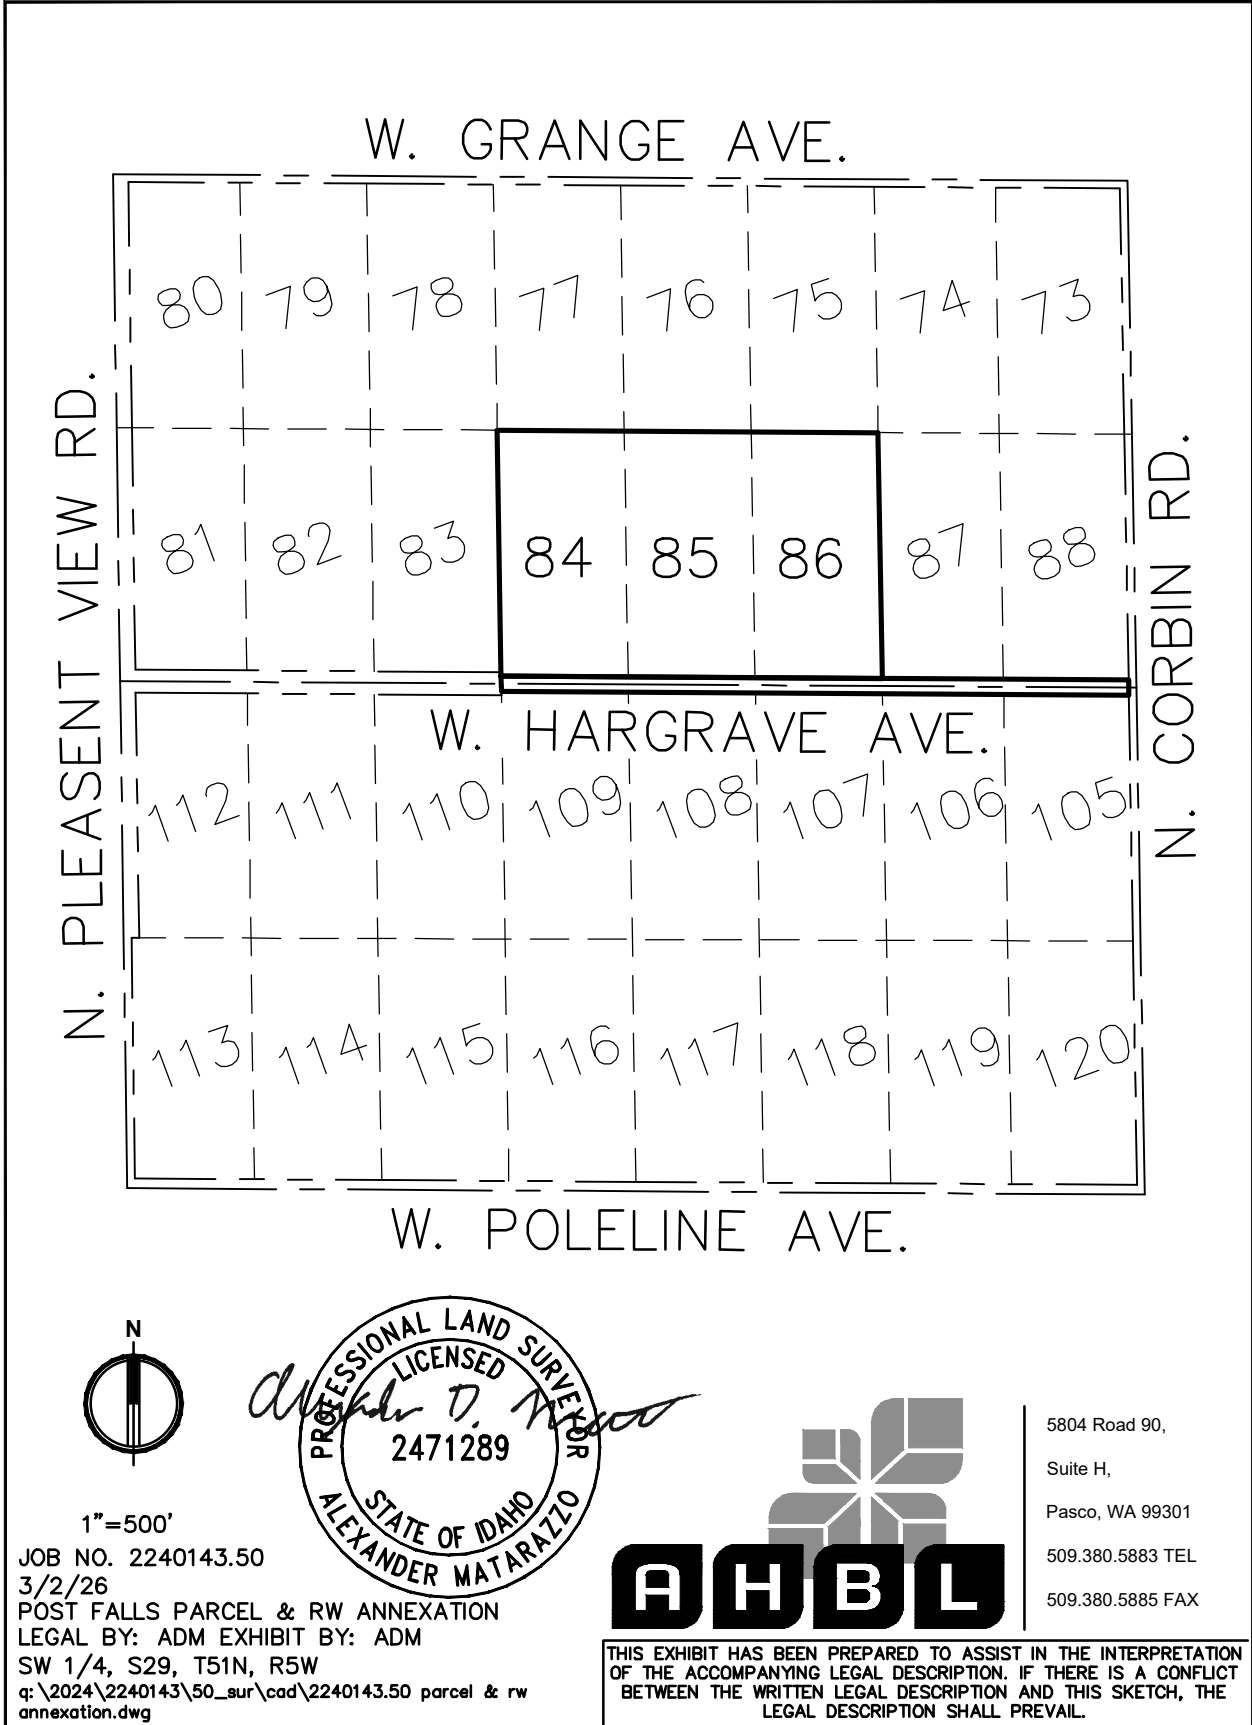 W. GRANGE AVE.
80 79 78 77 76 75 74 73
N. PLEASENT VIEW RD.
81 82 83 84 85 86 87 88
N. CORBIN RD.
W. HARGRAVE AVE.
112 111 110 109 108 107 106 105
113 114 115 116 117 118 119 120
W. POLELINE AVE.
N
PROFESSIONAL LAND SURVEYOR
LICENSED
2471289
STATE OF IDAHO
ALEXANDER MATARAZZO
1"=500'
JOB NO. 2240143.50
3/2/26
POST FALLS PARCEL & RW ANNEXATION
LEGAL BY: ADM EXHIBIT BY: ADM
SW 1/4, S29, T51N, R5W
q:\2024\2240143\50_sur\cad\2240143.50 parcel & rw
annexation.dwg
AHBL
5804 Road 90,
Suite H,
Pasco, WA 99301
509.380.5883 TEL
509.380.5885 FAX
THIS EXHIBIT HAS BEEN PREPARED TO ASSIST IN THE INTERPRETATION
OF THE ACCOMPANYING LEGAL DESCRIPTION. IF THERE IS A CONFLICT
BETWEEN THE WRITTEN LEGAL DESCRIPTION AND THIS SKETCH, THE
LEGAL DESCRIPTION SHALL PREVAIL.